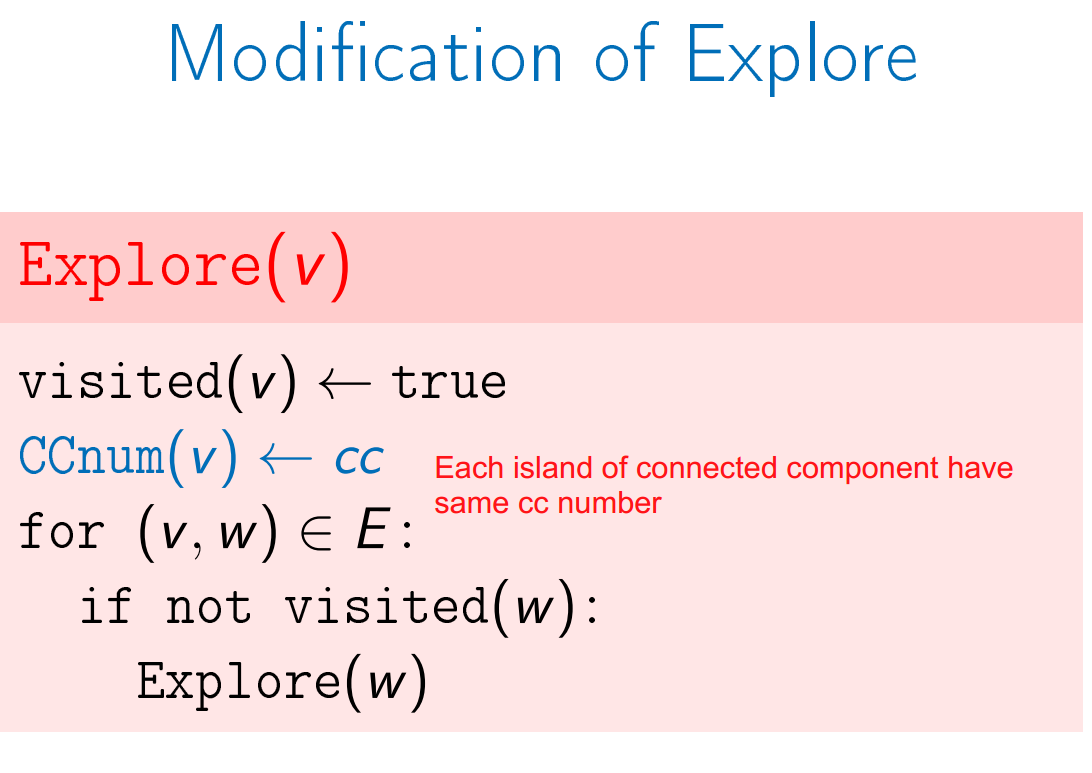 Modification of Explore
Explore(v)
visited(v) ← true
CCnum(v) ← cc
Each island of connected component have
same cc number
for (v, w) ∈ E:
if not visited(w):
Explore(w)